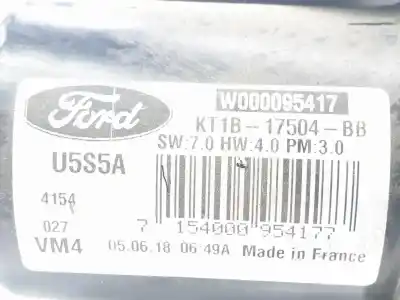 Ford
W000095417
KT1B-17504-BB
SW:7.0 HW:4.0 PM:3.0
U5S5A
4154
027
7 154000 954177
VM4 05.06.18 06:49A Made in France